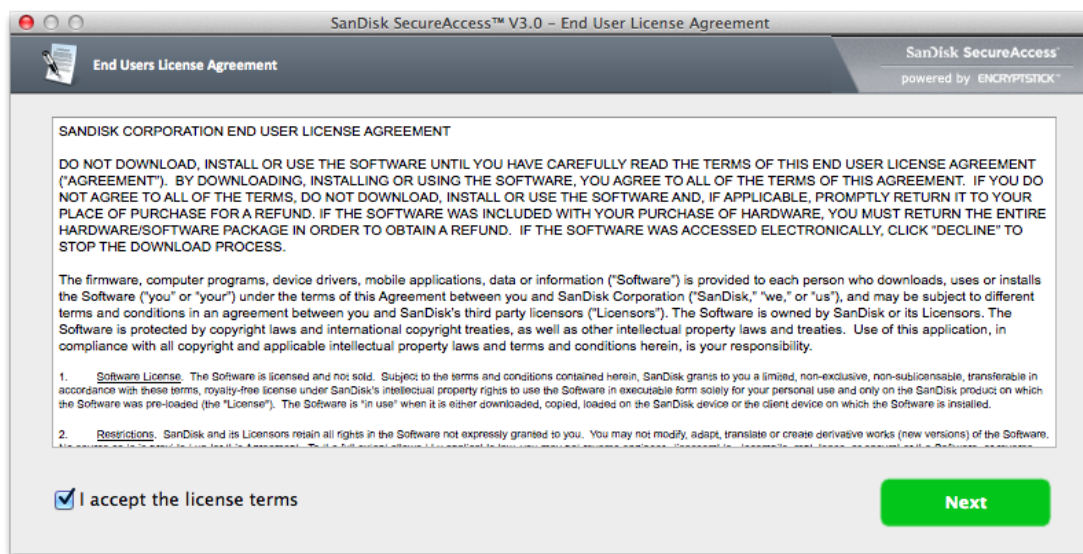 SanDisk SecureAccess™ V3.0 – End User License Agreement
End Users License Agreement
SanDisk SecureAccess™
powered by ENCRYPTSTICK™
SANDISK CORPORATION END USER LICENSE AGREEMENT
DO NOT DOWNLOAD, INSTALL OR USE THE SOFTWARE UNTIL YOU HAVE CAREFULLY READ THE TERMS OF THIS END USER LICENSE AGREEMENT
("AGREEMENT"). BY DOWNLOADING, INSTALLING OR USING THE SOFTWARE, YOU AGREE TO ALL OF THE TERMS OF THIS AGREEMENT. IF YOU DO
NOT AGREE TO ALL OF THE TERMS, DO NOT DOWNLOAD, INSTALL OR USE THE SOFTWARE AND, IF APPLICABLE, PROMPTLY RETURN IT TO YOUR
PLACE OF PURCHASE FOR A REFUND. IF THE SOFTWARE WAS INCLUDED WITH YOUR PURCHASE OF HARDWARE, YOU MUST RETURN THE ENTIRE
HARDWARE/SOFTWARE PACKAGE IN ORDER TO OBTAIN A REFUND. IF THE SOFTWARE WAS ACCESSED ELECTRONICALLY, CLICK "DECLINE" TO
STOP THE DOWNLOAD PROCESS.
The firmware, computer programs, device drivers, mobile applications, data or information ("Software") is provided to each person who downloads, uses or installs
the Software ("you" or "your") under the terms of this Agreement between you and SanDisk Corporation ("SanDisk," "we," or "us"), and may be subject to different
terms and conditions in an agreement between you and SanDisk's third party licensors ("Licensors"). The Software is owned by SanDisk or its Licensors. The
Software is protected by copyright laws and international copyright treaties, as well as other intellectual property laws and treaties. Use of this application, in
compliance with all copyright and applicable intellectual property laws and terms and conditions herein, is your responsibility.
1. Software License. The Software is licensed and not sold. Subject to the terms and conditions contained herein, SanDisk grants to you a limited, non-exclusive, non-sublicensable, transferable in
accordance with these terms, royalty-free license under SanDisk's intellectual property rights to use the Software in executable form solely for your personal use and only on the SanDisk product on which
the Software was pre-loaded (the "License"). The Software is "in use" when it is either downloaded, copied, loaded on the SanDisk device or the client device on which the Software is installed.
2. Restrictions. SanDisk and its Licensors retain all rights in the Software not expressly granted to you. You may not modify, adapt, translate or create derivative works (new versions) of the Software.
I accept the license terms
Next